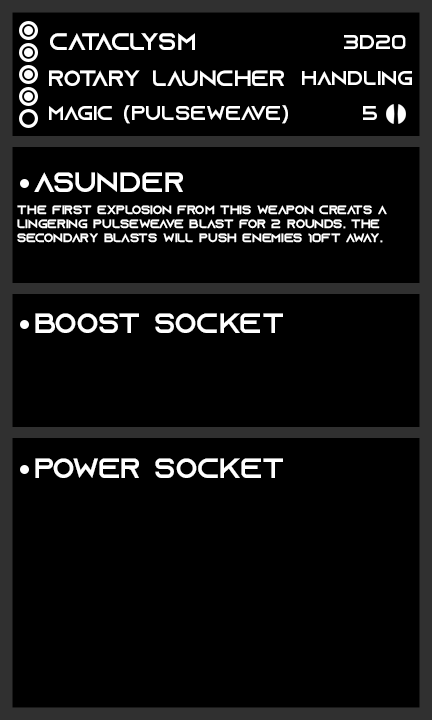 CATACLYSM 3D20
ROTARY LAUNCHER HANDLING
MAGIC (PULSEWEAVE) 5
• ASUNDER
THE FIRST EXPLOSION FROM THIS WEAPON CREATS A
LINGERING PULSEWEAVE BLAST FOR 2 ROUNDS. THE
SECONDARY BLASTS WILL PUSH ENEMIES 10FT AWAY.
• BOOST SOCKET
• POWER SOCKET